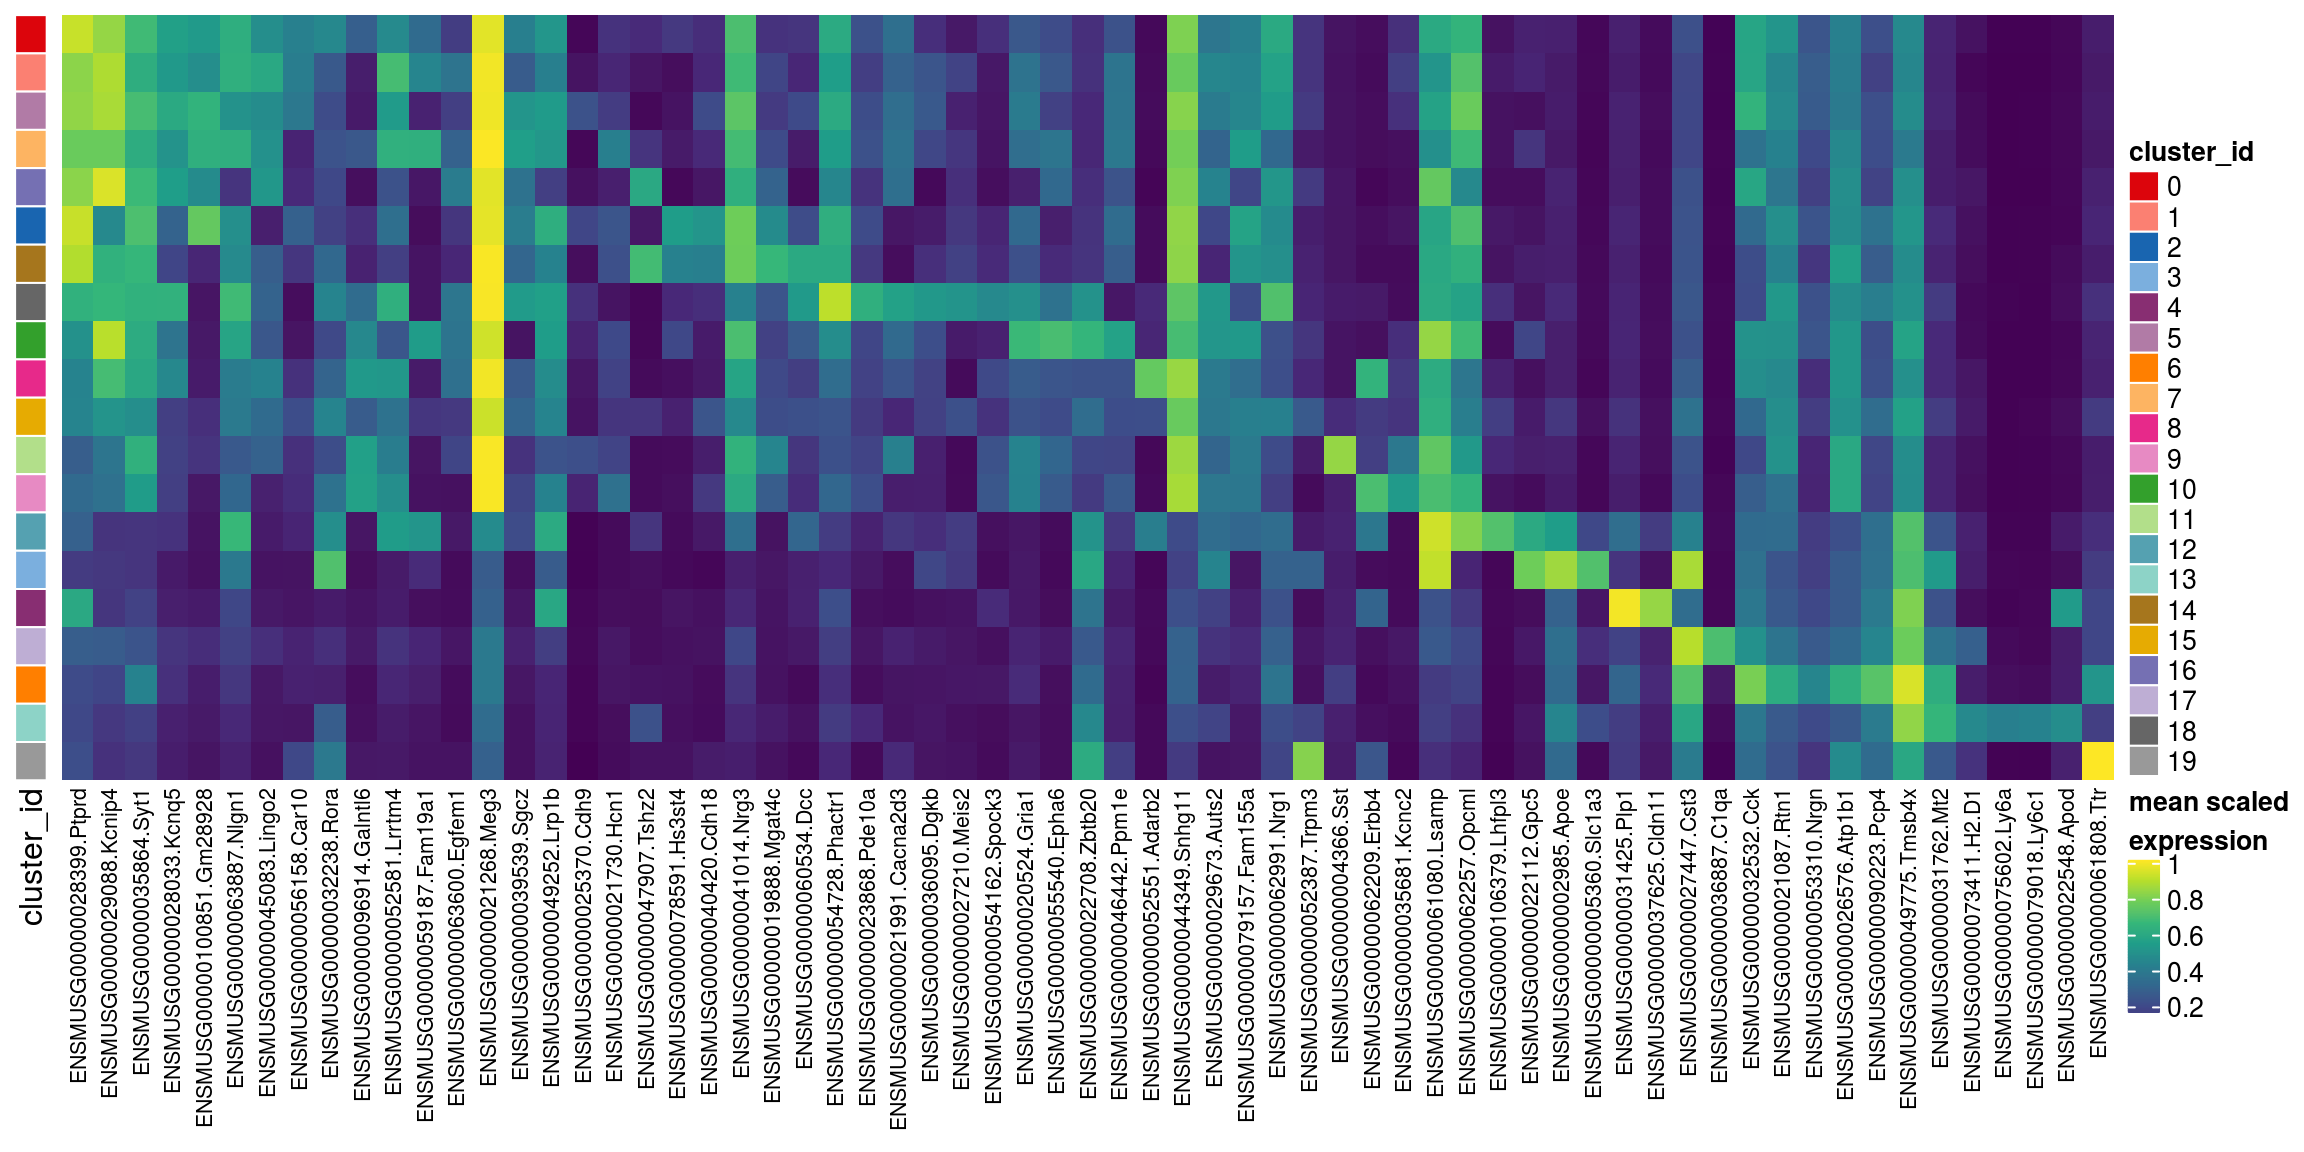 cluster_id
0
1
2
3
4
5
6
7
8
9
10
11
12
13
14
15
16
17
18
19
mean scaled
expression
1
0.8
0.6
0.4
0.2
cluster_id
ENSMUSG00000028399.Ptprd
ENSMUSG00000029088.Kcnip4
ENSMUSG00000035864.Syt1
ENSMUSG00000028033.Kcnq5
ENSMUSG00000100851.Gm28928
ENSMUSG00000063887.Nlgn1
ENSMUSG00000045083.Lingo2
ENSMUSG00000056158.Car10
ENSMUSG00000032238.Rora
ENSMUSG00000096914.Galntl6
ENSMUSG00000052581.Lrrtm4
ENSMUSG00000059187.Fam19a1
ENSMUSG00000063600.Egfem1
ENSMUSG00000021268.Meg3
ENSMUSG00000039539.Sgcz
ENSMUSG00000049252.Lrp1b
ENSMUSG00000025370.Cdh9
ENSMUSG00000021730.Hcn1
ENSMUSG00000047907.Tshz2
ENSMUSG00000078591.Hs3st4
ENSMUSG00000040420.Cdh18
ENSMUSG00000041014.Nrg3
ENSMUSG00000019888.Mgat4c
ENSMUSG00000060534.Dcc
ENSMUSG00000054728.Phactr1
ENSMUSG00000023868.Pde10a
ENSMUSG00000021991.Cacna2d3
ENSMUSG00000036095.Dgkb
ENSMUSG00000027210.Meis2
ENSMUSG00000054162.Spock3
ENSMUSG00000020524.Gria1
ENSMUSG00000055540.Epha6
ENSMUSG00000022708.Zbtb20
ENSMUSG00000046442.Ppm1e
ENSMUSG00000052551.Adarb2
ENSMUSG00000044349.Snhg11
ENSMUSG00000029673.Auts2
ENSMUSG00000079157.Fam155a
ENSMUSG00000062991.Nrg1
ENSMUSG00000052387.Trpm3
ENSMUSG00000004366.Sst
ENSMUSG00000062209.Erbb4
ENSMUSG00000035681.Kcnc2
ENSMUSG00000061080.Lsamp
ENSMUSG00000062257.Opcml
ENSMUSG00000106379.Lhfpl3
ENSMUSG00000022112.Gpc5
ENSMUSG00000002985.Apoe
ENSMUSG00000005360.Slc1a3
ENSMUSG00000031425.Plp1
ENSMUSG00000037625.Cldn11
ENSMUSG00000027447.Cst3
ENSMUSG00000036887.C1qa
ENSMUSG00000032532.Cck
ENSMUSG00000021087.Rtn1
ENSMUSG00000053310.Nrgn
ENSMUSG00000026576.Atp1b1
ENSMUSG00000090223.Pcp4
ENSMUSG00000049775.Tmsb4x
ENSMUSG00000031762.Mt2
ENSMUSG00000073411.H2.D1
ENSMUSG00000075602.Ly6a
ENSMUSG00000079018.Ly6c1
ENSMUSG00000022548.Apod
ENSMUSG00000061808.Ttr